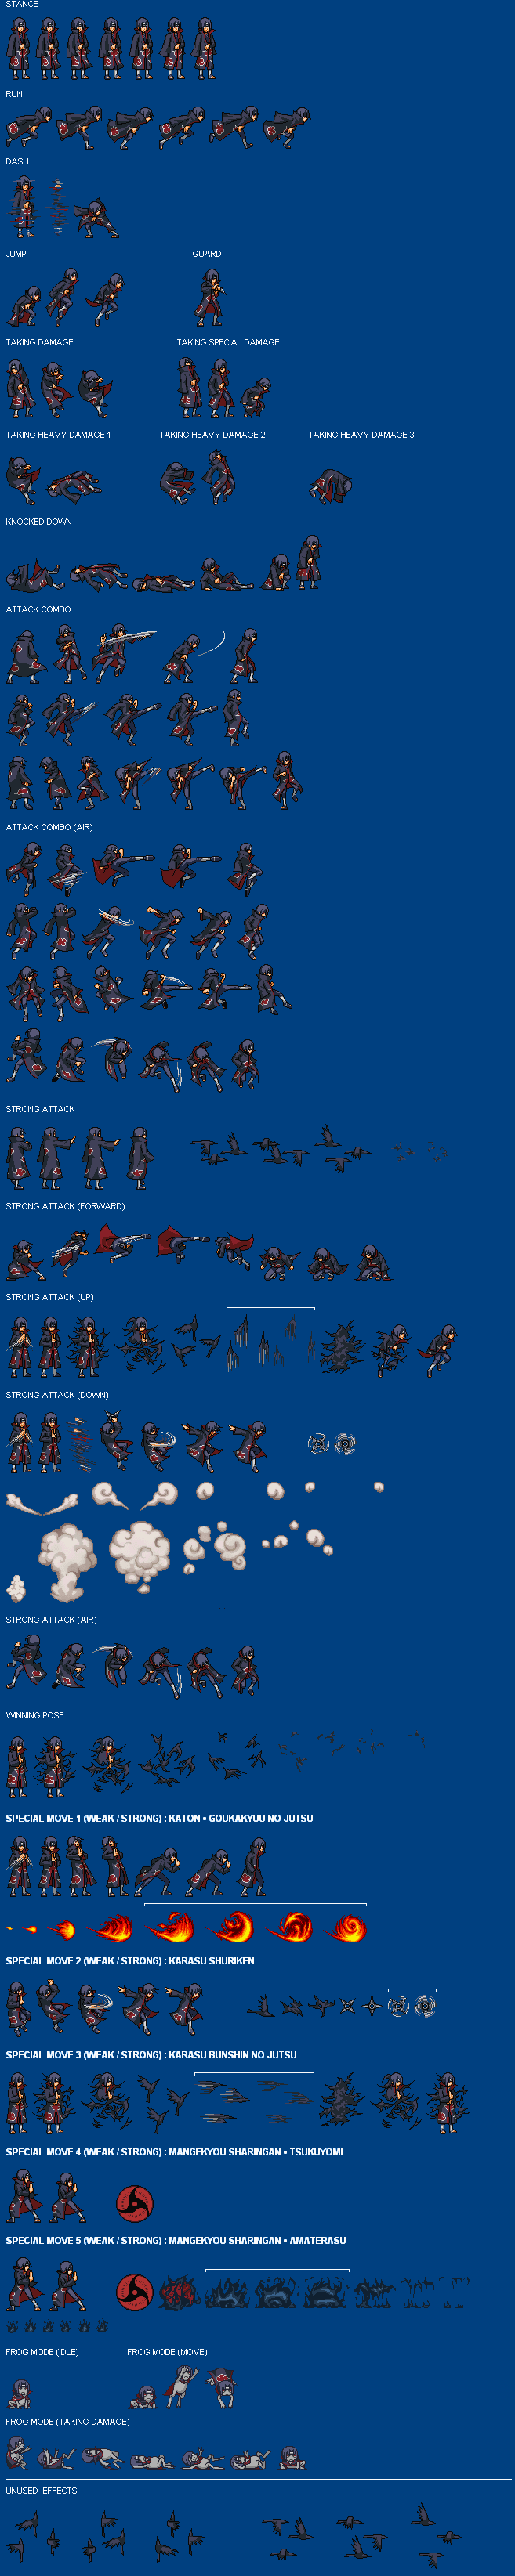 STANCE
RUN
DASH
JUMP
GUARD
TAKING DAMAGE
TAKING SPECIAL DAMAGE
TAKING HEAVY DAMAGE 1
TAKING HEAVY DAMAGE 2
TAKING HEAVY DAMAGE 3
KNOCKED DOWN
ATTACK COMBO
ATTACK COMBO (AIR)
STRONG ATTACK
STRONG ATTACK (FORWARD)
STRONG ATTACK (UP)
STRONG ATTACK (DOWN)
STRONG ATTACK (AIR)
WINNING POSE
SPECIAL MOVE 1 (WEAK / STRONG) : KATON • GOUKAKYUU NO JUTSU
SPECIAL MOVE 2 (WEAK / STRONG) : KARASU SHURIKEN
SPECIAL MOVE 3 (WEAK / STRONG) : KARASU BUNSHIN NO JUTSU
SPECIAL MOVE 4 (WEAK / STRONG) : MANGEKYOU SHARINGAN • TSUKUYOMI
SPECIAL MOVE 5 (WEAK / STRONG) : MANGEKYOU SHARINGAN • AMATERASU
FROG MODE (IDLE)
FROG MODE (MOVE)
FROG MODE (TAKING DAMAGE)
UNUSED EFFECTS